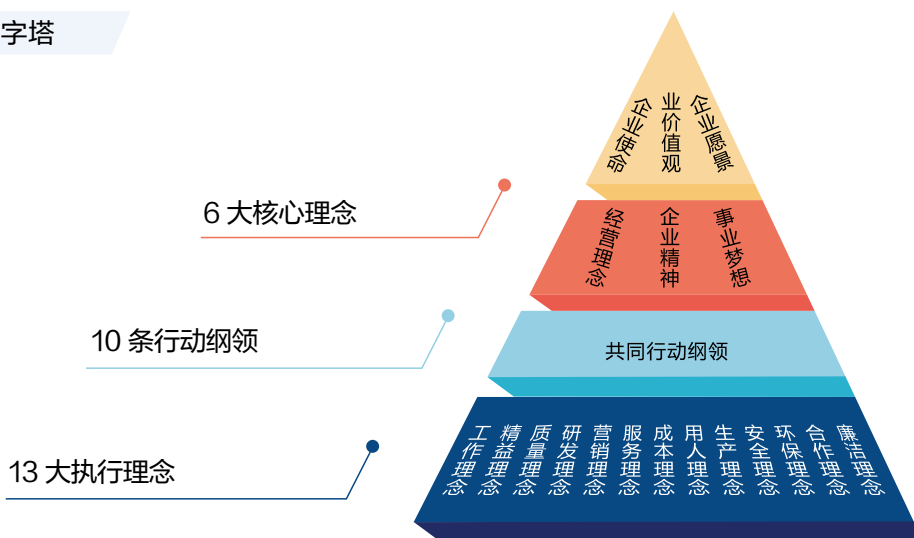 字塔
企业使命
业价值观
企业愿景
6 大核心理念
经营理念
企业精神
事业梦想
10 条行动纲领
共同行动纲领
13 大执行理念
工作理念
精益理念
质量理念
研发理念
营销理念
服务理念
成本理念
用人理念
生产理念
安全理念
环保理念
合作理念
廉洁理念